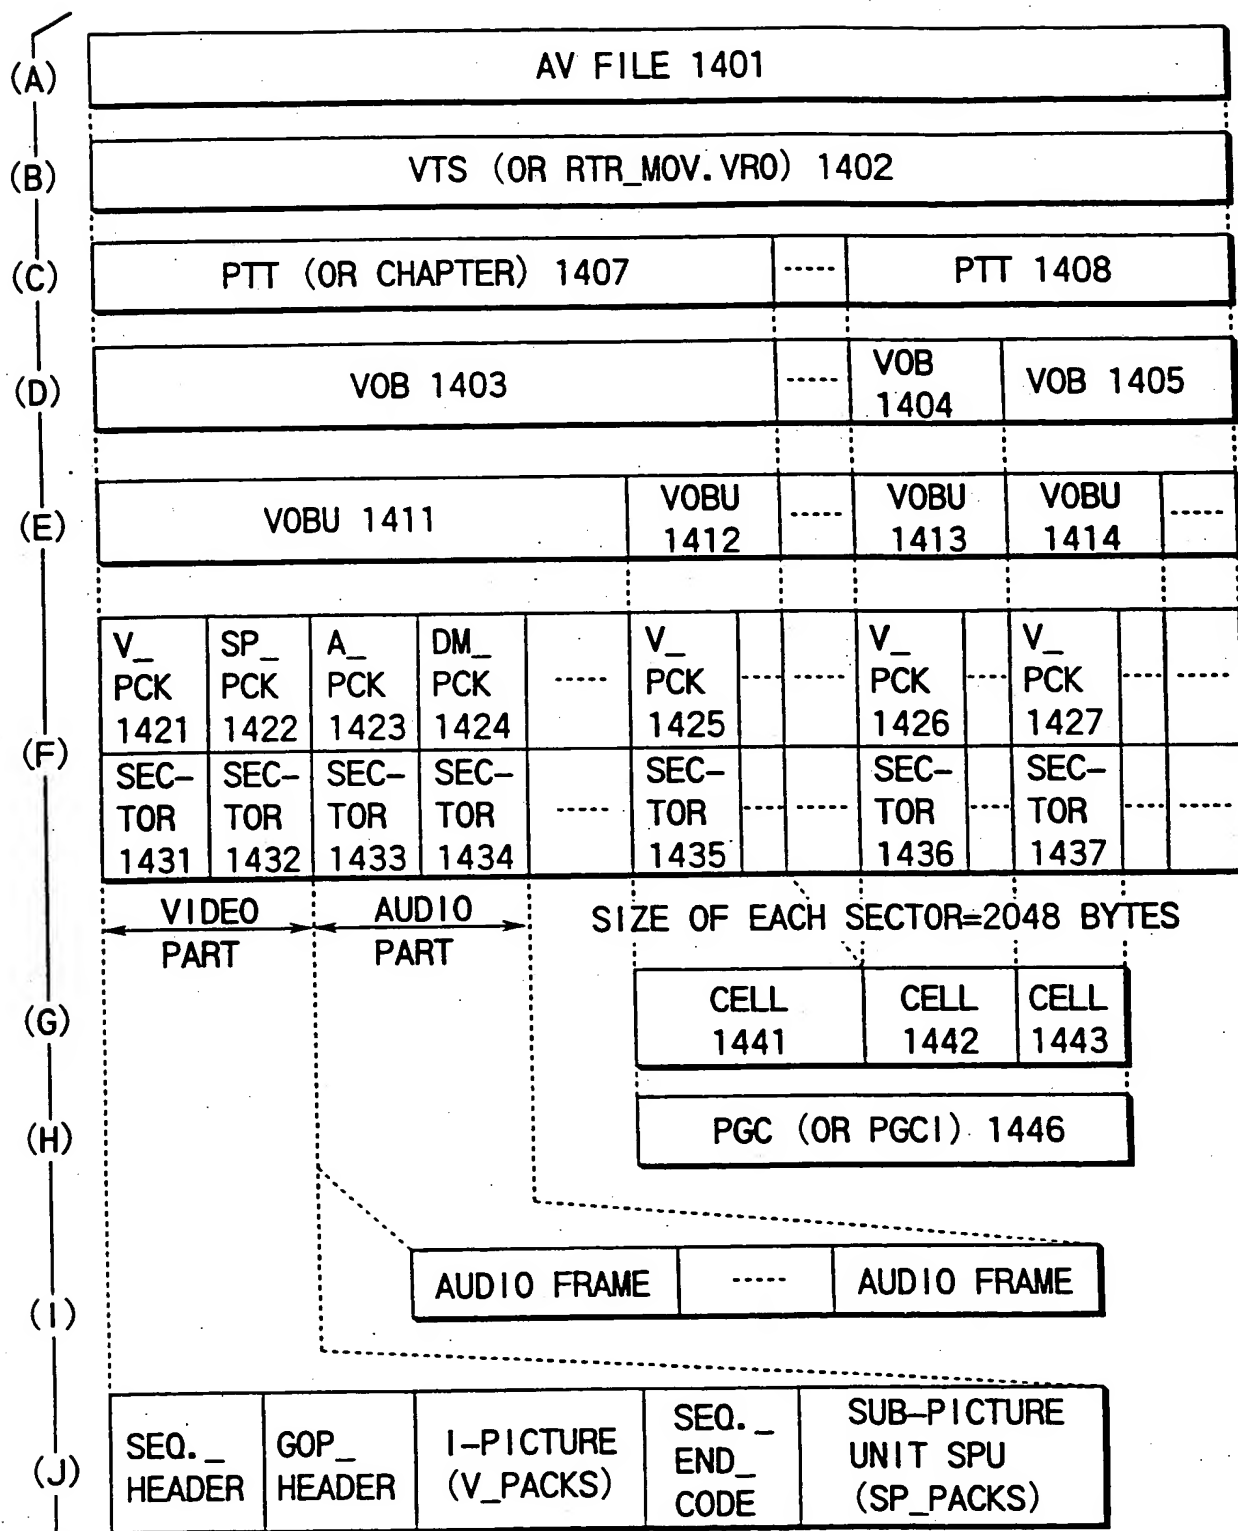 (A)
AV FILE 1401
(B)
VTS (OR RTR_MOV.VRO) 1402
(C)
PTT (OR CHAPTER) 1407
-----
PTT 1408
(D)
VOB 1403
-----
VOB
1404
VOB 1405
(E)
VOBU 1411
VOBU
1412
-----
VOBU
1413
VOBU
1414
-----
(F)
V_
PCK
1421
SP_
PCK
1422
A_
PCK
1423
DM_
PCK
1424
-----
V_
PCK
1425
----
-----
V_
PCK
1426
----
V_
PCK
1427
----
-----
SEC-
TOR
1431
SEC-
TOR
1432
SEC-
TOR
1433
SEC-
TOR
1434
-----
SEC-
TOR
1435
----
-----
SEC-
TOR
1436
----
SEC-
TOR
1437
----
-----
VIDEO
PART
AUDIO
PART
SIZE OF EACH SECTOR=2048 BYTES
(G)
CELL
1441
CELL
1442
CELL
1443
(H)
PGC (OR PGCI) 1446
(I)
AUDIO FRAME
-----
AUDIO FRAME
(J)
SEQ._
HEADER
GOP_
HEADER
I-PICTURE
(V_PACKS)
SEQ._
END_
CODE
SUB-PICTURE
UNIT SPU
(SP_PACKS)